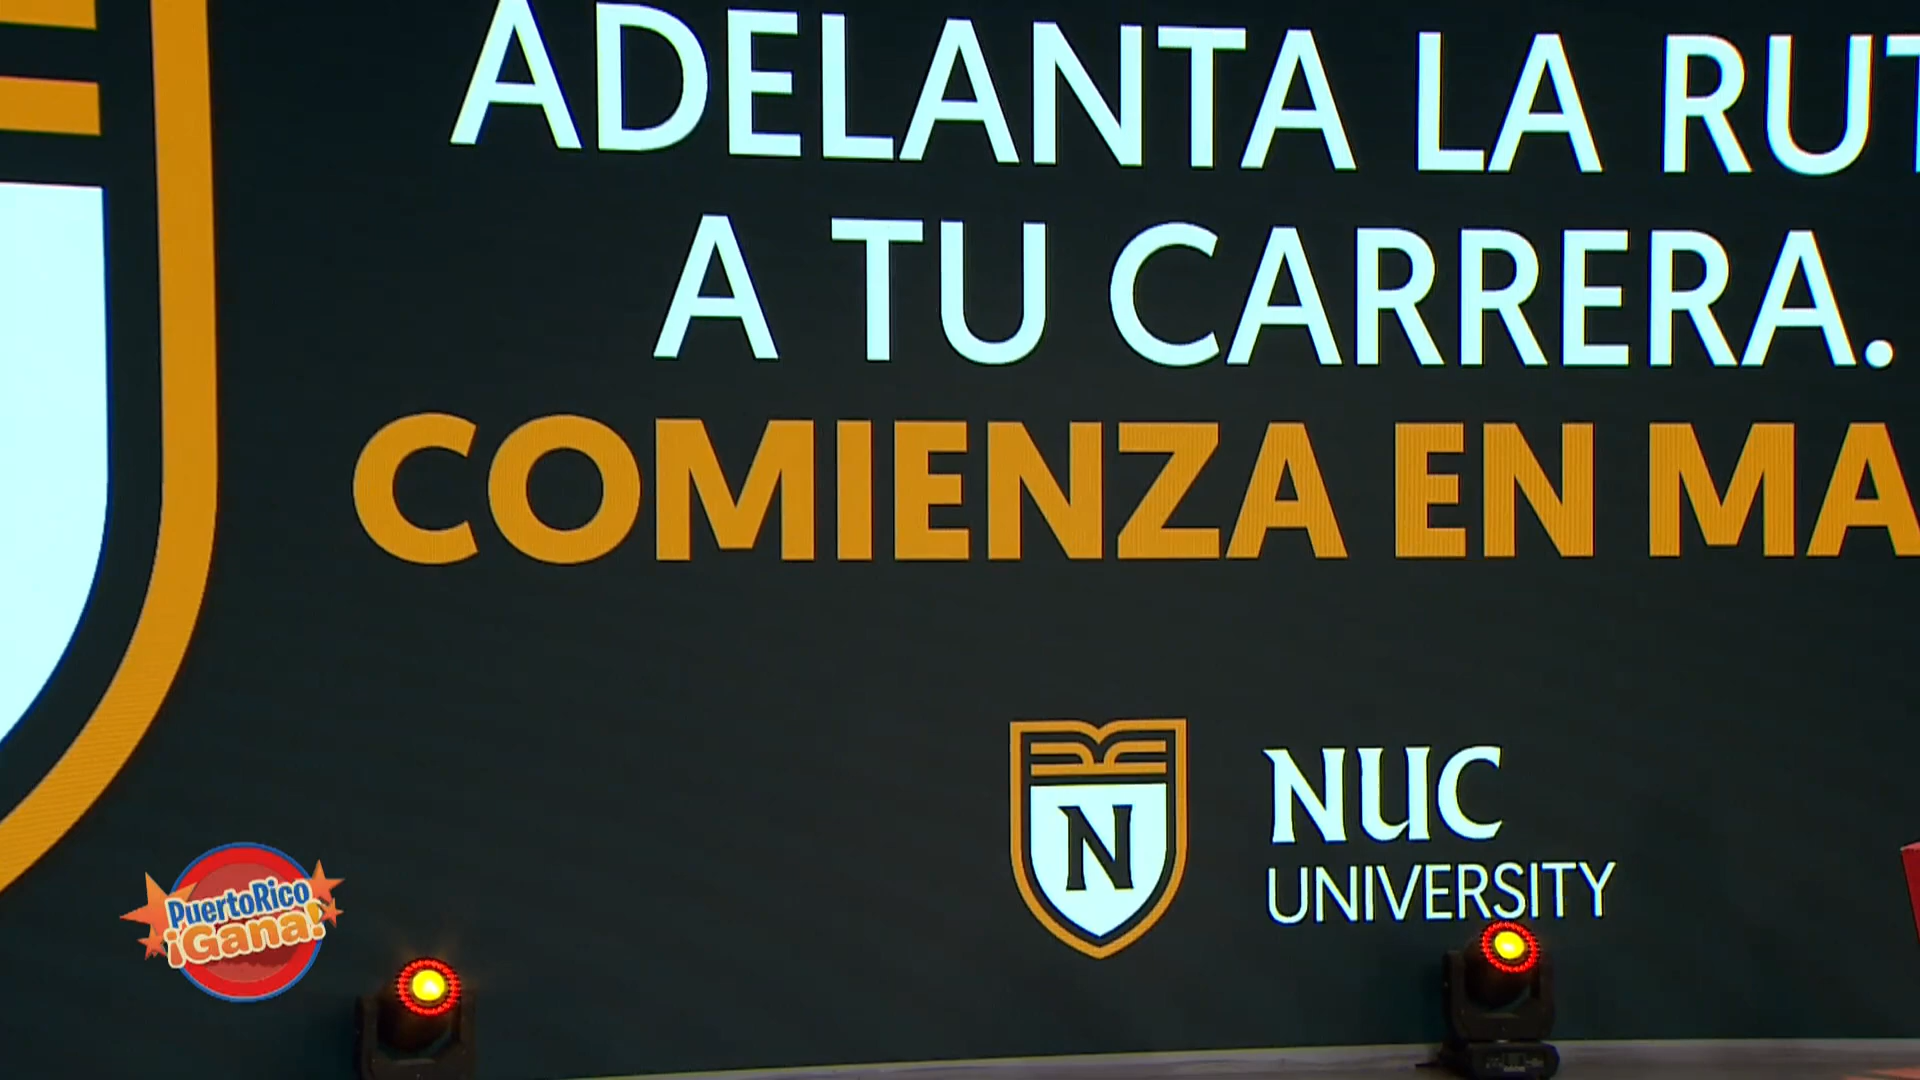 ADELANTA LA RUT
A TU CARRERA.
COMIENZA EN MA
N
NUC
UNIVERSITY
PuertoRico
¡Gana!